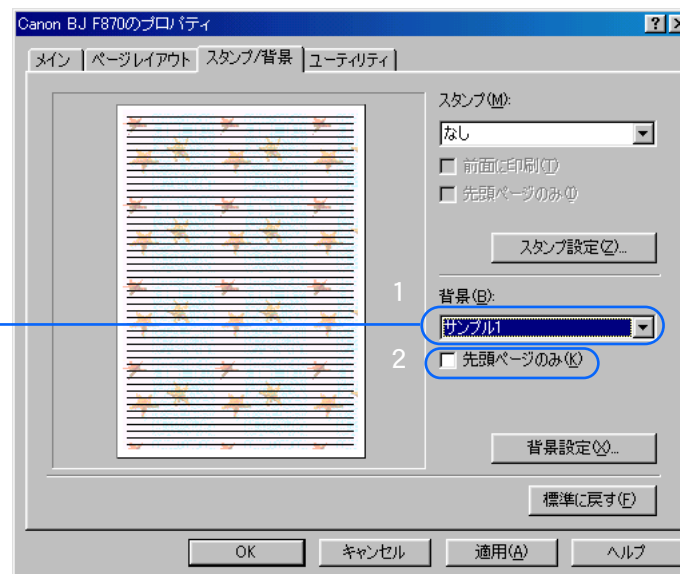 Canon BJ F870のプロパティ
メイン ページレイアウト スタンプ/背景 ユーティリティ
スタンプ(M):
なし
前面に印刷(T)
先頭ページのみ(I)
スタンプ設定(Z)...
1 背景(B):
サンプル1
2 先頭ページのみ(K)
背景設定(X)...
標準に戻す(F)
OK キャンセル 適用(A) ヘルプ